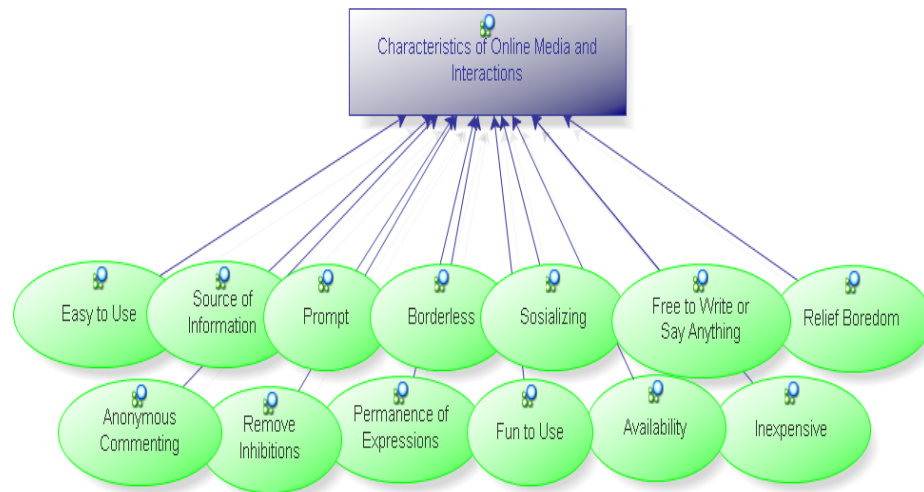 Characteristics of Online Media and
Interactions
Easy to Use
Source of
Information
Prompt
Borderless
Sosializing
Free to Write or
Say Anything
Relief Boredom
Anonymous
Commenting
Remove
Inhibitions
Permanence of
Expressions
Fun to Use
Availability
Inexpensive